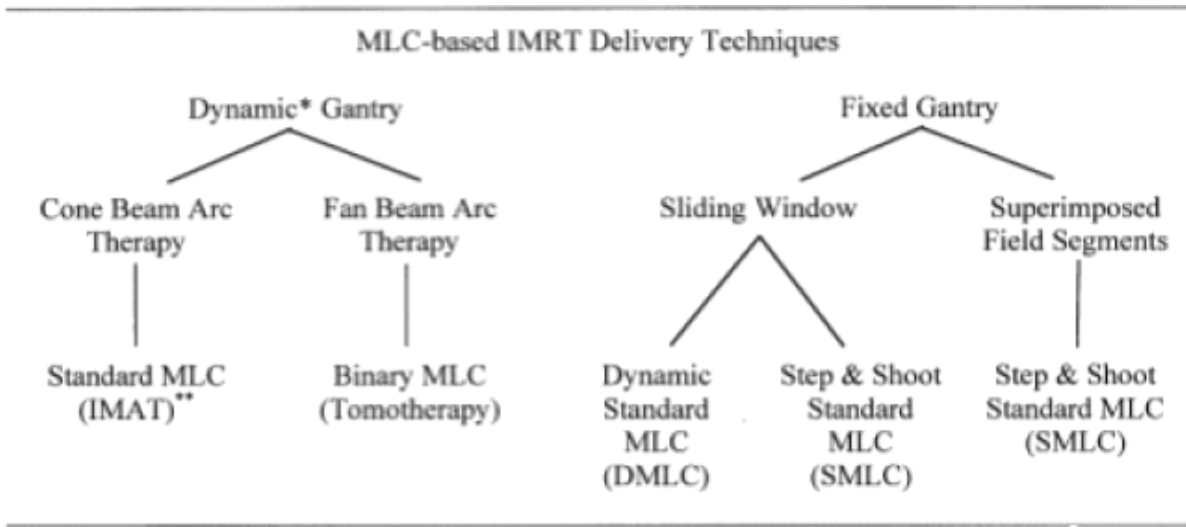 MLC-based IMRT Delivery Techniques
Dynamic* Gantry
Fixed Gantry
Cone Beam Arc
Therapy
Fan Beam Arc
Therapy
Sliding Window
Superimposed
Field Segments
Standard MLC
(IMAT)**
Binary MLC
(Tomotherapy)
Dynamic
Standard
MLC
(DMLC)
Step & Shoot
Standard
MLC
(SMLC)
Step & Shoot
Standard MLC
(SMLC)